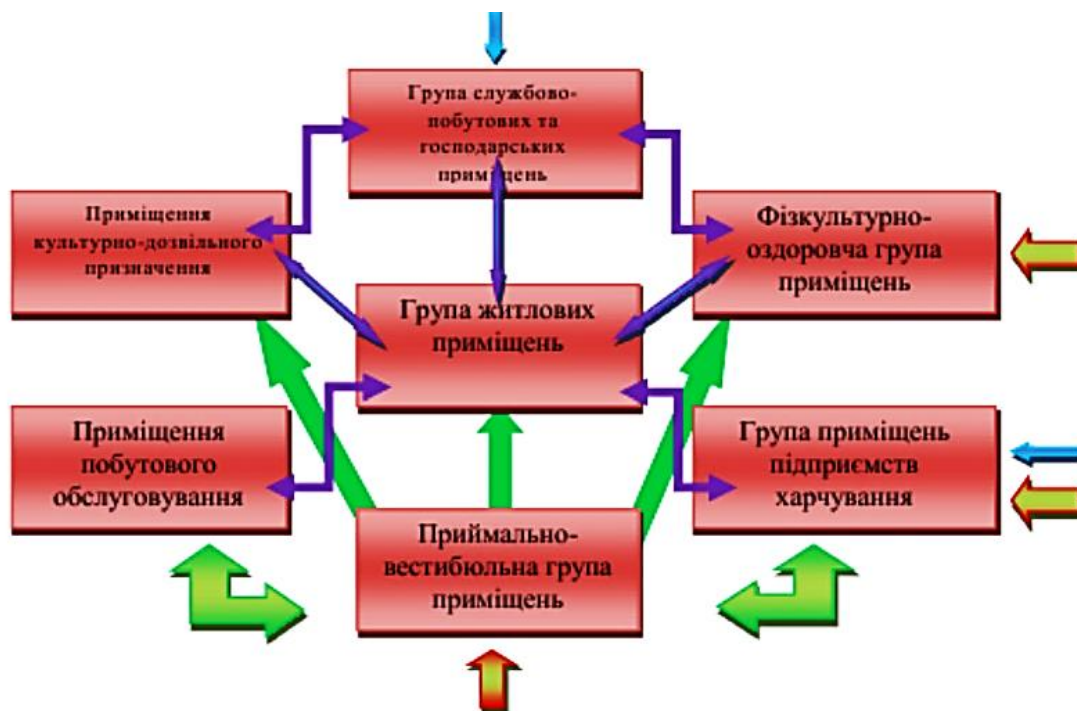 Група службово-
побутових та
господарських
приміщень
Приміщення
культурно-дозвільного
призначення
Фізкультурно-
оздоровча група
приміщень
Група житлових
приміщень
Приміщення
побутового
обслуговування
Група приміщень
підприємств
харчування
Приймально-
вестибюльна група
приміщень